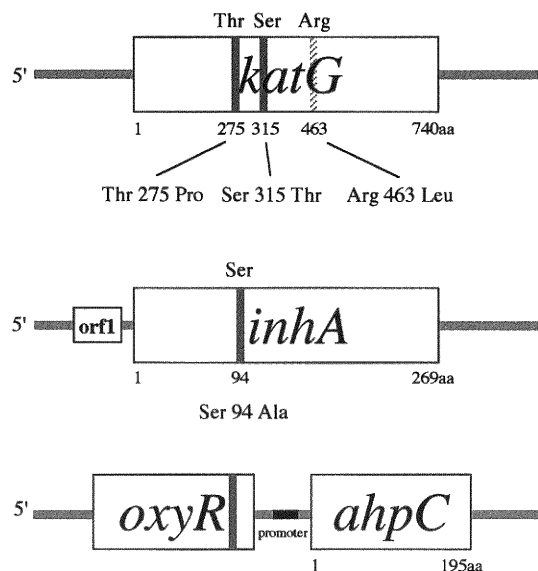 Thr Ser Arg
5' katG
1 275 315 463 740aa
Thr 275 Pro Ser 315 Thr Arg 463 Leu
Ser
5' orf1 inhA
1 94 269aa
Ser 94 Ala
5' oxyR promoter ahpC
1 195aa